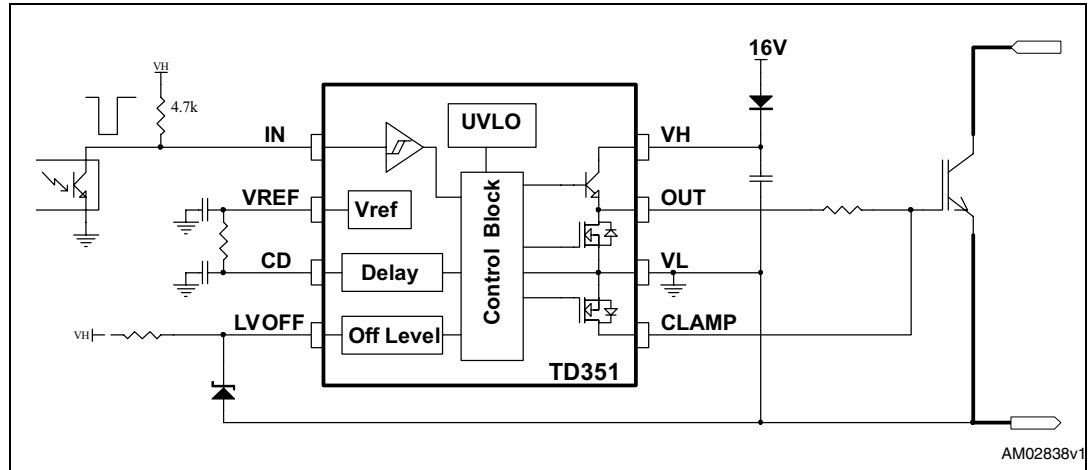 16V
VH
4.7k
IN
UVLO
VH
VREF
Vref
OUT
Control Block
CD
Delay
VL
VH
LVOFF
Off Level
CLAMP
TD351
AM02838v1